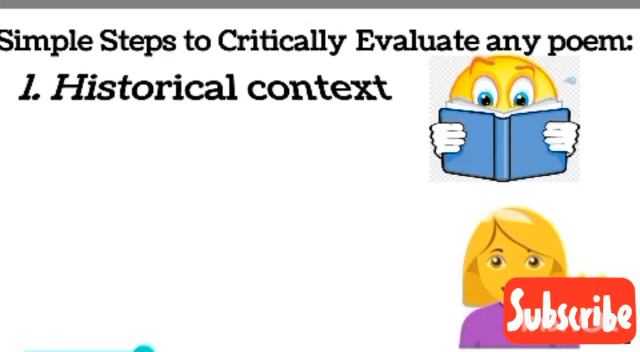 Simple Steps to Critically Evaluate any poem:
1. Historical context
Subscribe